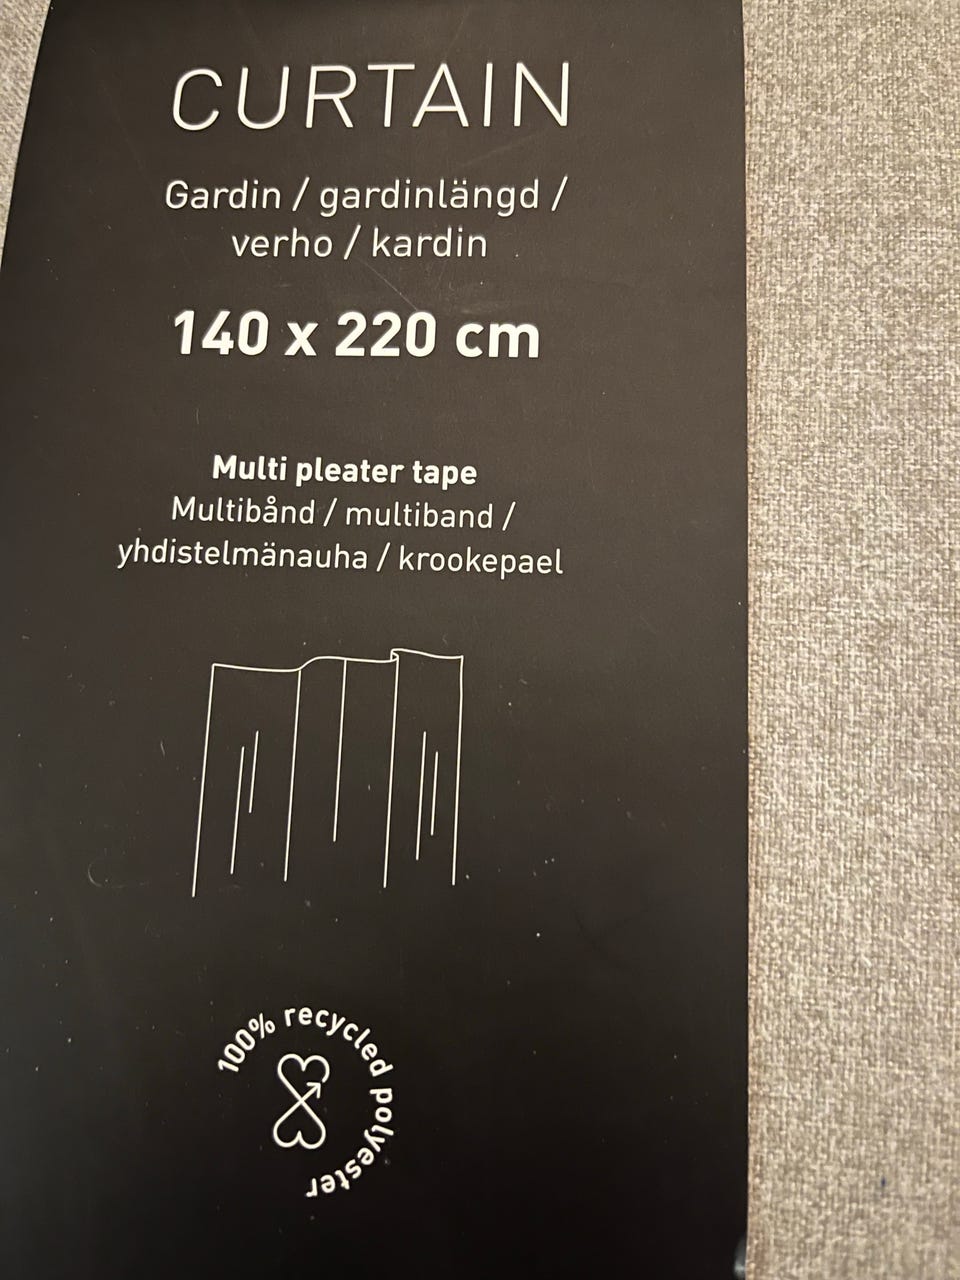 CURTAIN
Gardin / gardinlängd /
verho / kardin
140 x 220 cm
Multi pleater tape
Multibånd / multiband /
yhdistelmänauha / krookepael
100% recycled polyester